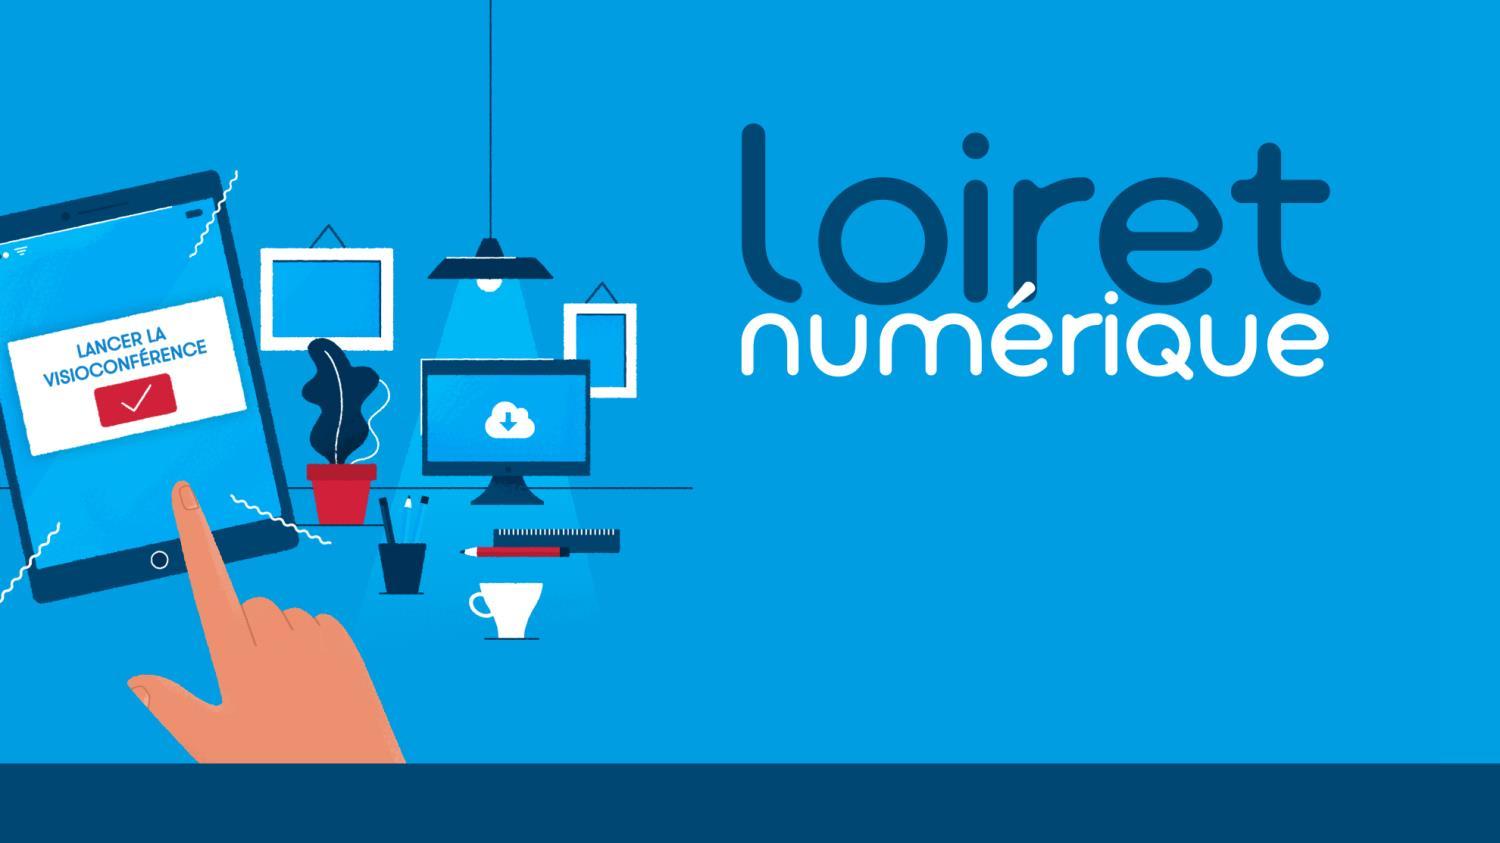 loiret
numérique
LANCER LA
VISIOCONFÉRENCE